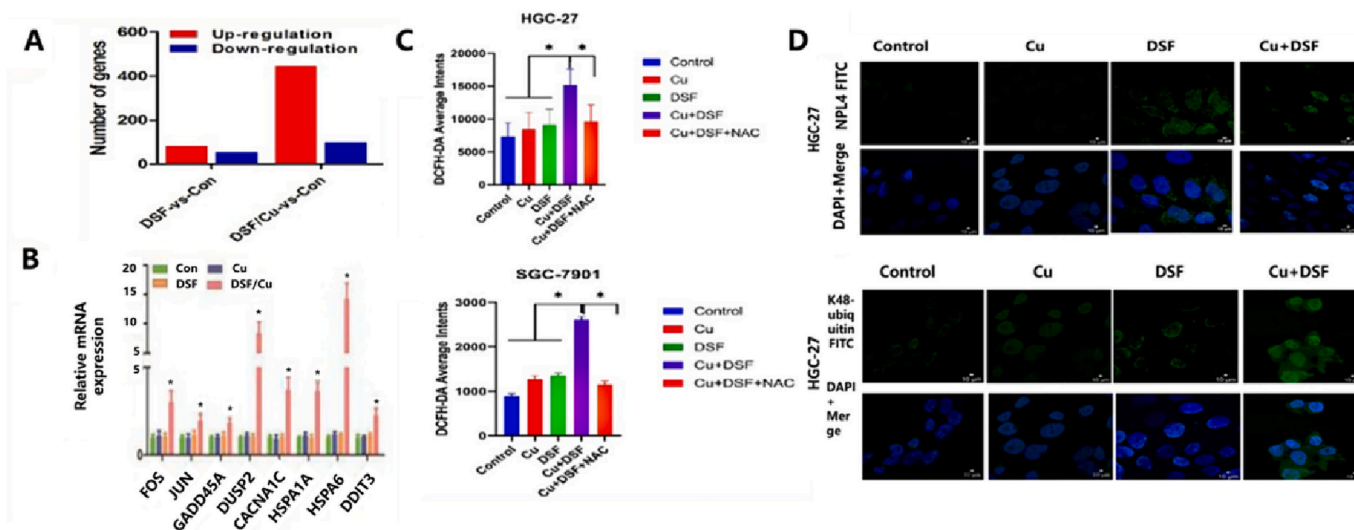 A
600
400
200
0
Number of genes
Up-regulation
Down-regulation
DSF-vs-Con
DSF/Cu-vs-Con
B
20
15
10
5
5
0
Relative mRNA
expression
Con
Cu
DSF
DSF/Cu
* * * * * * * *
FOS
JUN
GADD45A
DUSP2
CACNA1C
HSPA1A
HSPA6
DDIT3
C
HGC-27
20000
15000
10000
5000
0
DCFH-DA Average Intents
* *
Control
Cu
DSF
Cu+DSF
Cu+DSF+NAC
Control
Cu
DSF
Cu+DSF
Cu+DSF+NAC
SGC-7901
3000
2000
1000
0
DCFH-DA Average Intents
* *
Control
Cu
DSF
Cu+DSF
Cu+DSF+NAC
Control
Cu
DSF
Cu+DSF
Cu+DSF+NAC
D
Control Cu DSF Cu+DSF
HGC-27
NPL4 FITC
DAPI+Merge
10 μm
Control Cu DSF Cu+DSF
HGC-27
K48-
ubiq
uitin
FITC
DAPI
+
Mer
ge
10 μm